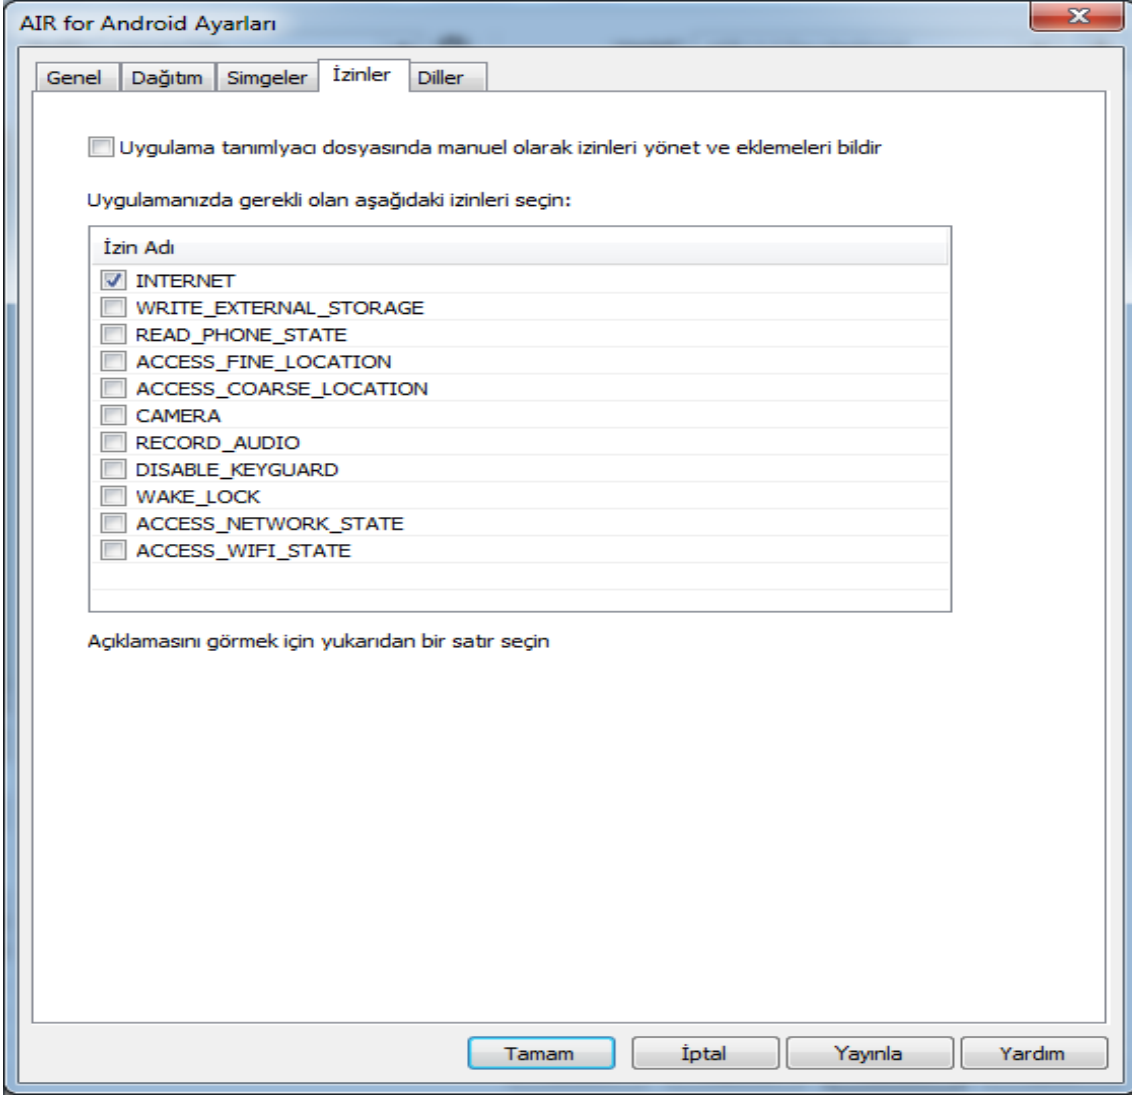 AIR for Android Ayarları
Genel Dağıtım Simgeler İzinler Diller
Uygulama tanımlyacı dosyasında manuel olarak izinleri yönet ve eklemeleri bildir
Uygulamanızda gerekli olan aşağıdaki izinleri seçin:
İzin Adı
INTERNET
WRITE_EXTERNAL_STORAGE
READ_PHONE_STATE
ACCESS_FINE_LOCATION
ACCESS_COARSE_LOCATION
CAMERA
RECORD_AUDIO
DISABLE_KEYGUARD
WAKE_LOCK
ACCESS_NETWORK_STATE
ACCESS_WIFI_STATE
Açıklamasını görmek için yukarıdan bir satır seçin
Tamam İptal Yayınla Yardım